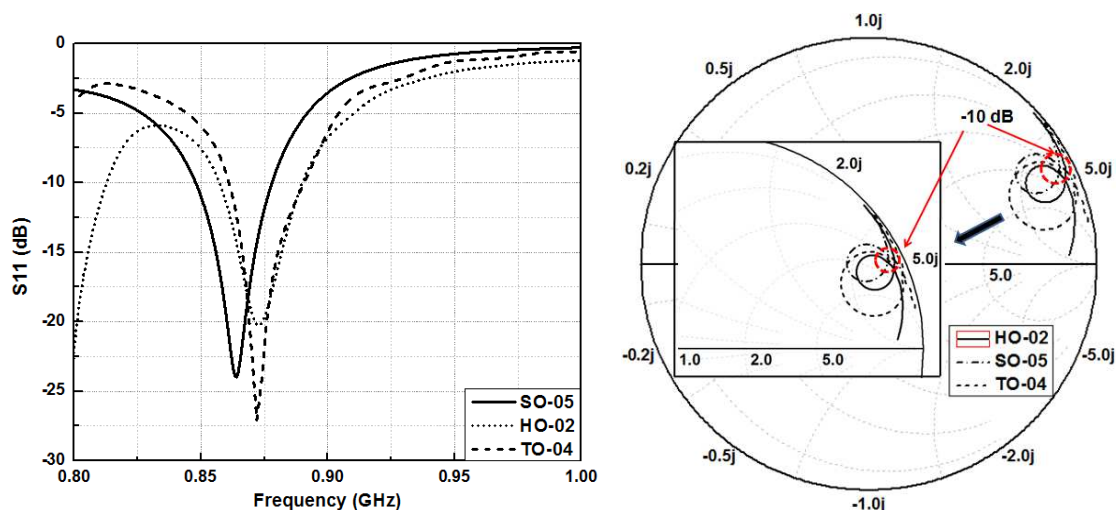 0
-5
-10
-15
-20
-25
-30
S11 (dB)
0.80
0.85
0.90
0.95
1.00
Frequency (GHz)
SO-05
HO-02
TO-04
1.0j
0.5j
2.0j
-10 dB
0.2j
5.0j
2.0j
5.0j
1.0
2.0
5.0
5.0
-0.2j
-5.0j
HO-02
SO-05
TO-04
-0.5j
-2.0j
-1.0j